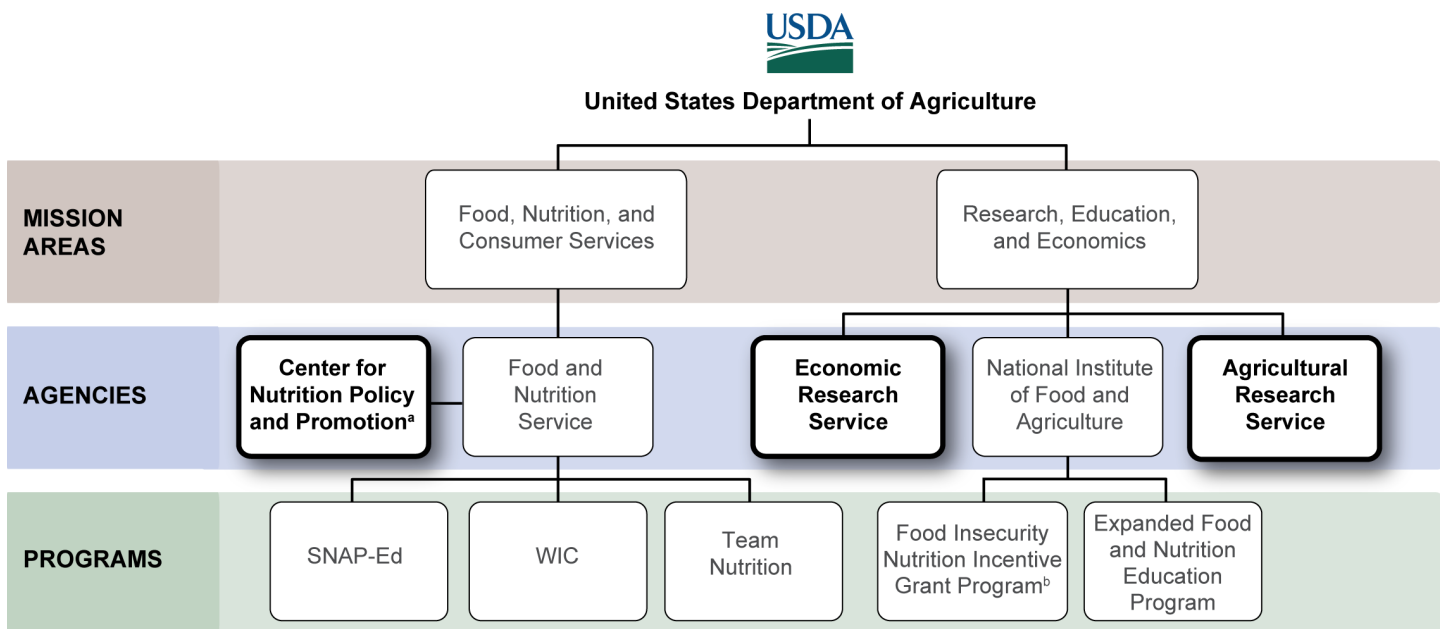 USDA
United States Department of Agriculture
MISSION
AREAS
Food, Nutrition, and
Consumer Services
Research, Education,
and Economics
AGENCIES
Center for
Nutrition Policy
and Promotionᵃ
Food and
Nutrition
Service
Economic
Research
Service
National Institute
of Food and
Agriculture
Agricultural
Research
Service
PROGRAMS
SNAP-Ed
WIC
Team
Nutrition
Food Insecurity
Nutrition Incentive
Grant Programᵇ
Expanded Food
and Nutrition
Education
Program